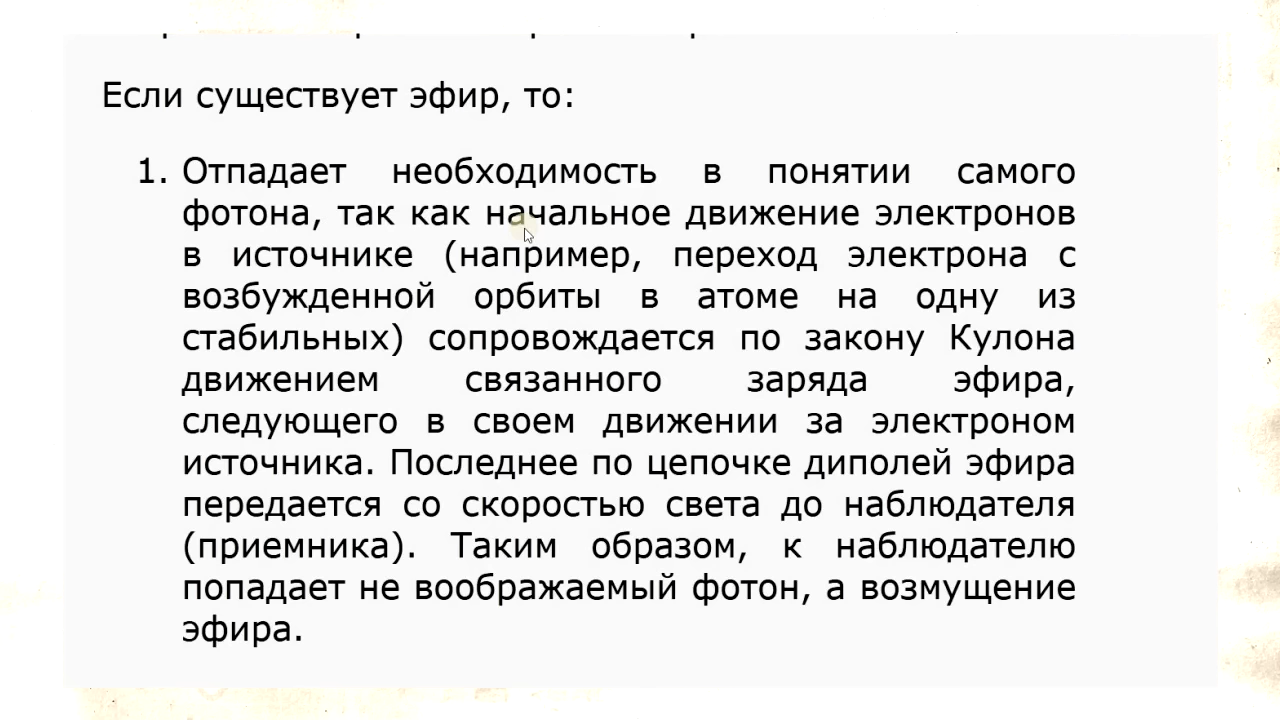 Если существует эфир, то:
1. Отпадает необходимость в понятии самого
фотона, так как начальное движение электронов
в источнике (например, переход электрона с
возбужденной орбиты в атоме на одну из
стабильных) сопровождается по закону Кулона
движением связанного заряда эфира,
следующего в своем движении за электроном
источника. Последнее по цепочке диполей эфира
передается со скоростью света до наблюдателя
(приемника). Таким образом, к наблюдателю
попадает не воображаемый фотон, а возмущение
эфира.